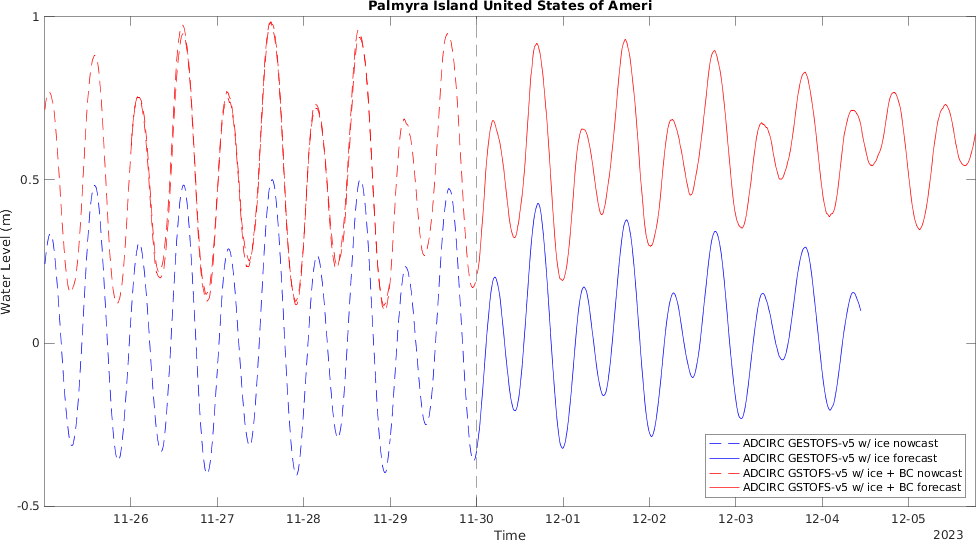 Palmyra Island United States of Ameri
1
0.5
0
-0.5
Water Level (m)
11-26
11-27
11-28
11-29
11-30
12-01
12-02
12-03
12-04
12-05
Time
2023
ADCIRC GESTOFS-v5 w/ ice nowcast
ADCIRC GESTOFS-v5 w/ ice forecast
ADCIRC GSTOFS-v5 w/ ice + BC nowcast
ADCIRC GSTOFS-v5 w/ ice + BC forecast